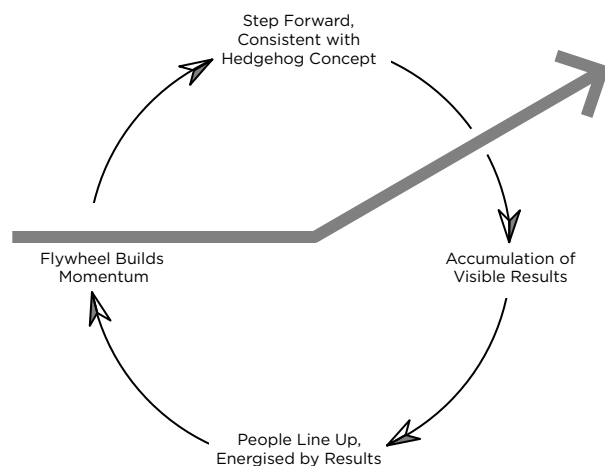 Step Forward,
Consistent with
Hedgehog Concept
Flywheel Builds
Momentum
Accumulation of
Visible Results
People Line Up,
Energised by Results